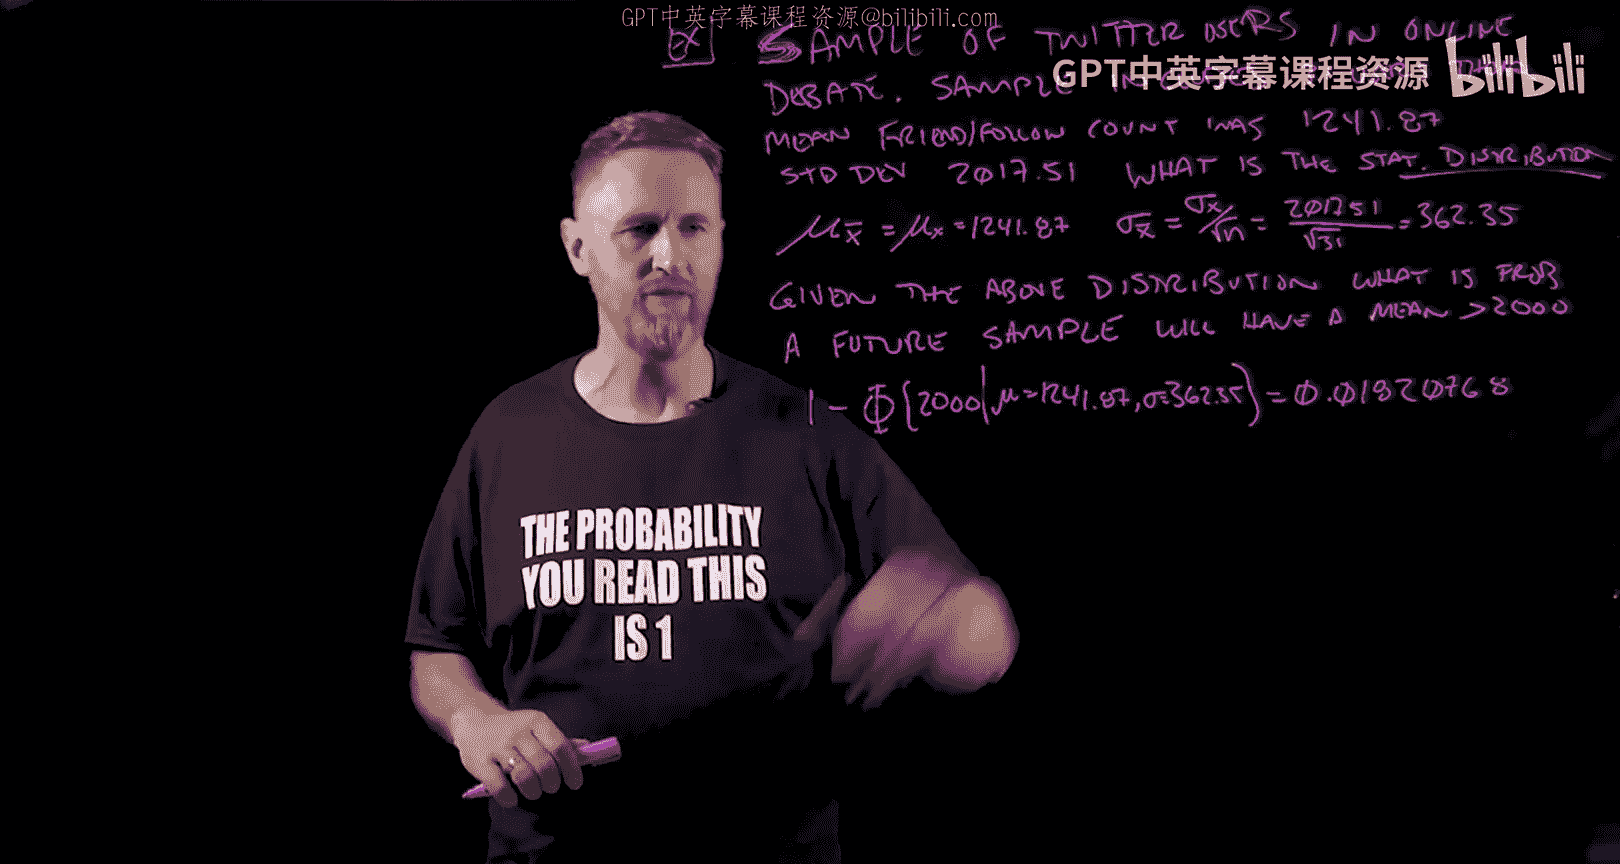 GPT中英字幕课程资源@bilibili.com
EX SAMPLE OF TWITTER USERS IN ONLINE
GPT中英字幕课程资源 bilibili
DEBATE. SAMPLE
MEAN FRIEND/FOLLOW COUNT WAS 1241.87
STD DEV 2017.51 WHAT IS THE STAT. DISTRIBUTION
μx̄ = μx = 1241.87 σx̄ = σx/√n = 2017.51/√31 = 362.35
GIVEN THE ABOVE DISTRIBUTION WHAT IS PROB
A FUTURE SAMPLE WILL HAVE A MEAN >2000
1 - Φ(2000|μ=1241.87, σ=362.35) = 0.01820768
THE PROBABILITY
YOU READ THIS
IS 1